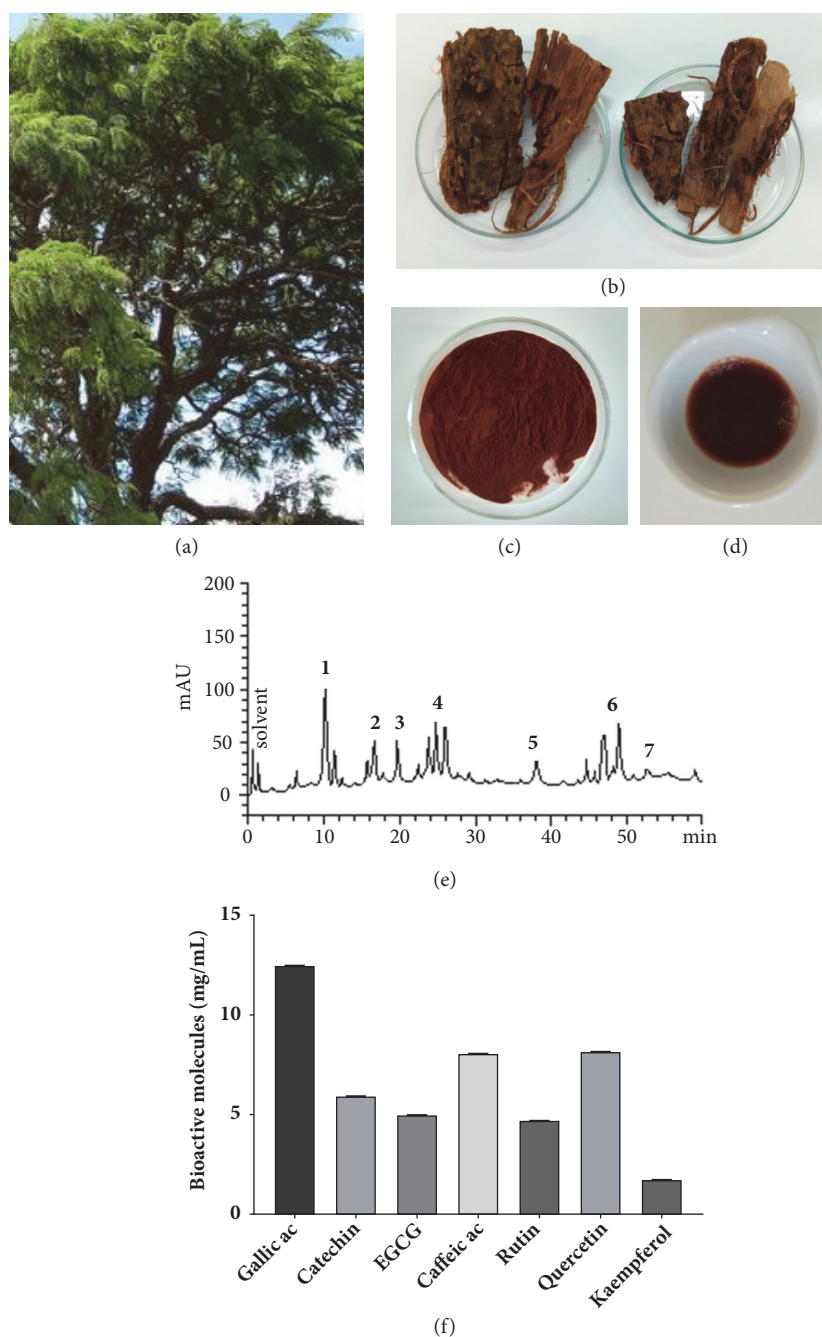 (a)
(b)
(c)
(d)
200
150
100
50
0
mAU
solvent
1
2
3
4
5
6
7
0
10
20
30
40
50
min
(e)
15
10
5
0
Bioactive molecules (mg/mL)
Gallic ac
Catechin
EGCG
Caffeic ac
Rutin
Quercetin
Kaempferol
(f)